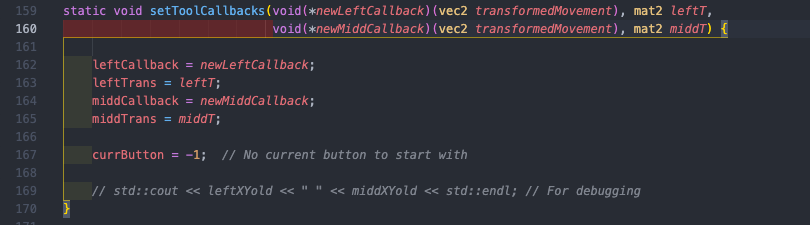 159 static void setToolCallbacks(void(*newLeftCallback)(vec2 transformedMovement), mat2 leftT,
160                              void(*newMiddCallback)(vec2 transformedMovement), mat2 middT) {
161
162     leftCallback = newLeftCallback;
163     leftTrans = leftT;
164     middCallback = newMiddCallback;
165     middTrans = middT;
166
167     currButton = -1;  // No current button to start with
168
169     // std::cout << leftXYold << " " << middXYold << std::endl; // For debugging
170 }